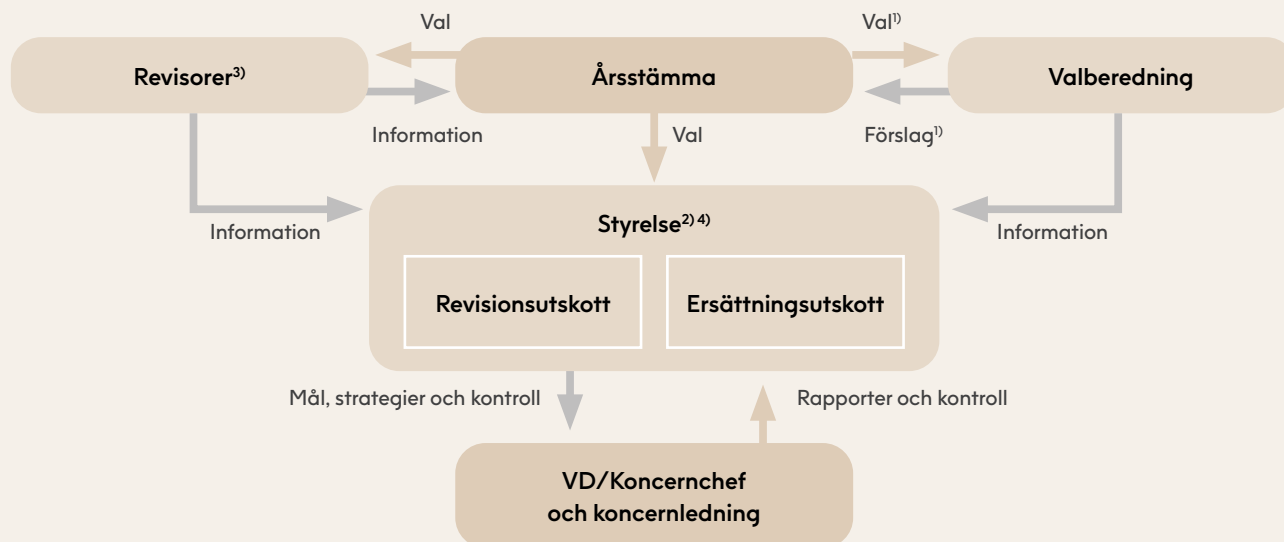 Val
Val¹⁾
Revisorer³⁾
Årsstämma
Valberedning
Information
Val
Förslag¹⁾
Information
Styrelse²⁾ ⁴⁾
Information
Revisionsutskott
Ersättningsutskott
Mål, strategier och kontroll
Rapporter och kontroll
VD/Koncernchef
och koncernledning